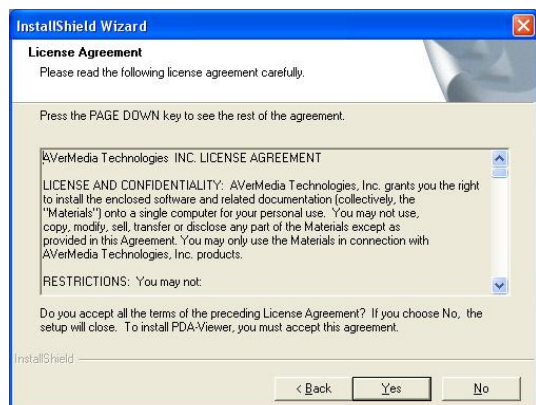 InstallShield Wizard
License Agreement
Please read the following license agreement carefully.
Press the PAGE DOWN key to see the rest of the agreement.
AVerMedia Technologies INC. LICENSE AGREEMENT
LICENSE AND CONFIDENTIALITY: AVerMedia Technologies, Inc. grants you the right
to install the enclosed software and related documentation (collectively, the
"Materials") onto a single computer for your personal use. You may not use,
copy, modify, sell, transfer or disclose any part of the Materials except as
provided in this Agreement. You may only use the Materials in connection with
AVerMedia Technologies, Inc. products.
RESTRICTIONS: You may not:
Do you accept all the terms of the preceding License Agreement? If you choose No, the
setup will close. To install PDA-Viewer, you must accept this agreement.
InstallShield
< Back Yes No